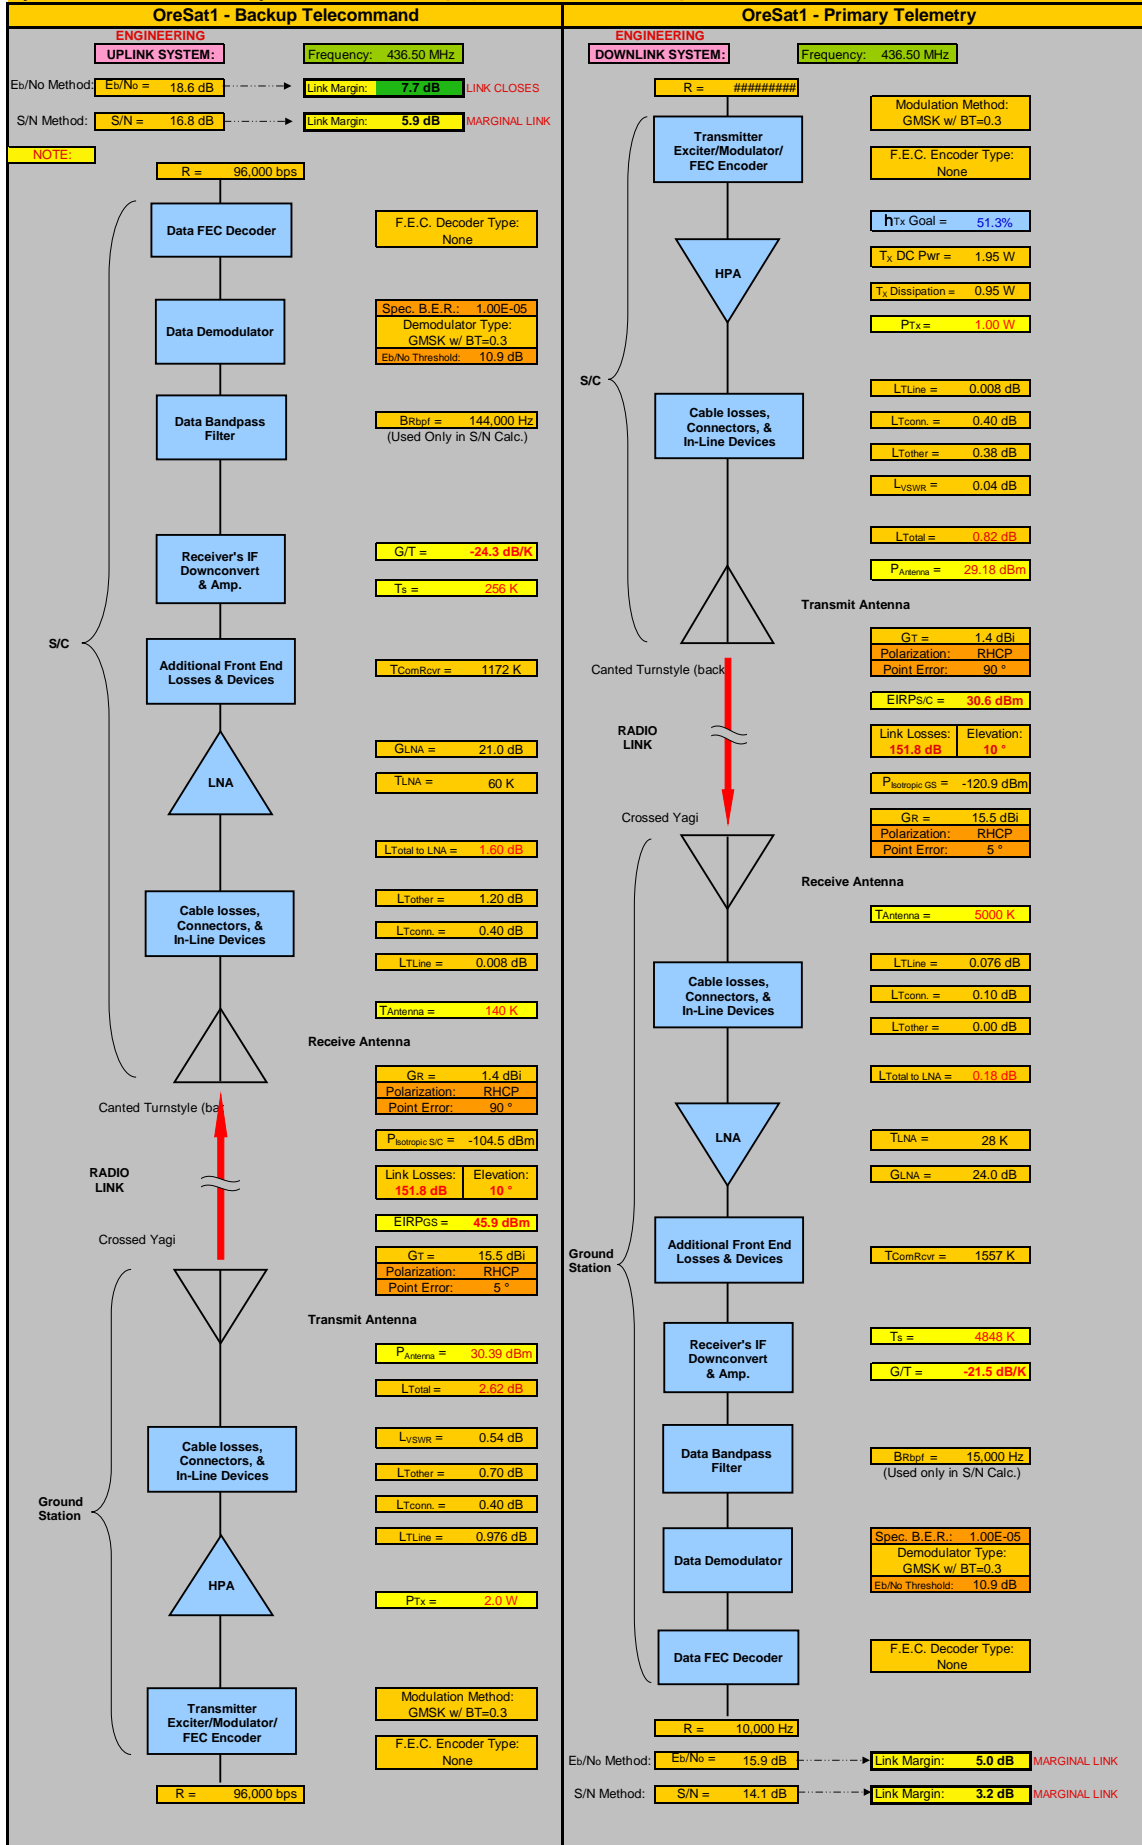 OreSat1 - Backup Telecommand
ENGINEERING
UPLINK SYSTEM:
Frequency: 436.50 MHz
Eb/No Method: Eb/No = 18.6 dB Link Margin: 7.7 dB LINK CLOSES
S/N Method: S/N = 16.8 dB Link Margin: 5.9 dB MARGINAL LINK
NOTE:
R = 96,000 bps
Data FEC Decoder
F.E.C. Decoder Type:
None
Data Demodulator
Spec. B.E.R.: 1.00E-05
Demodulator Type:
GMSK w/ BT=0.3
Eb/No Threshold: 10.9 dB
Data Bandpass
Filter
BRbpf = 144,000 Hz
(Used Only in S/N Calc.)
Receiver's IF
Downconvert
& Amp.
G/T = -24.3 dB/K
Ts = 256 K
S/C
Additional Front End
Losses & Devices
TComRcvr = 1172 K
LNA
GLNA = 21.0 dB
TLNA = 60 K
LTotal to LNA = 1.60 dB
Cable losses,
Connectors, &
In-Line Devices
LTother = 1.20 dB
LTconn. = 0.40 dB
LTLine = 0.008 dB
TAntenna = 140 K
Receive Antenna
GR = 1.4 dBi
Polarization: RHCP
Point Error: 90 °
Canted Turnstyle (ba
PIsotropic S/C = -104.5 dBm
RADIO
LINK
Link Losses: Elevation:
151.8 dB 10 °
EIRPGS = 45.9 dBm
Crossed Yagi
GT = 15.5 dBi
Polarization: RHCP
Point Error: 5 °
Transmit Antenna
PAntenna = 30.39 dBm
LTotal = 2.62 dB
Cable losses,
Connectors, &
In-Line Devices
LVSWR = 0.54 dB
LTother = 0.70 dB
LTconn. = 0.40 dB
LTLine = 0.976 dB
Ground
Station
HPA
PTx = 2.0 W
Transmitter
Exciter/Modulator/
FEC Encoder
Modulation Method:
GMSK w/ BT=0.3
F.E.C. Encoder Type:
None
R = 96,000 bps
OreSat1 - Primary Telemetry
ENGINEERING
DOWNLINK SYSTEM:
Frequency: 436.50 MHz
R = #########
Transmitter
Exciter/Modulator/
FEC Encoder
Modulation Method:
GMSK w/ BT=0.3
F.E.C. Encoder Type:
None
hTx Goal = 51.3%
HPA
TX DC Pwr = 1.95 W
TX Dissipation = 0.95 W
PTx = 1.00 W
S/C
Cable losses,
Connectors, &
In-Line Devices
LTLine = 0.008 dB
LTconn. = 0.40 dB
LTother = 0.38 dB
LVSWR = 0.04 dB
LTotal = 0.82 dB
PAntenna = 29.18 dBm
Transmit Antenna
GT = 1.4 dBi
Polarization: RHCP
Point Error: 90 °
Canted Turnstyle (back
EIRPS/C = 30.6 dBm
RADIO
LINK
Link Losses: Elevation:
151.8 dB 10 °
PIsotropic GS = -120.9 dBm
Crossed Yagi
GR = 15.5 dBi
Polarization: RHCP
Point Error: 5 °
Receive Antenna
TAntenna = 5000 K
Cable losses,
Connectors, &
In-Line Devices
LTLine = 0.076 dB
LTconn. = 0.10 dB
LTother = 0.00 dB
LTotal to LNA = 0.18 dB
LNA
TLNA = 28 K
GLNA = 24.0 dB
Ground
Station
Additional Front End
Losses & Devices
TComRcvr = 1557 K
Receiver's IF
Downconvert
& Amp.
Ts = 4848 K
G/T = -21.5 dB/K
Data Bandpass
Filter
BRbpf = 15,000 Hz
(Used only in S/N Calc.)
Data Demodulator
Spec. B.E.R.: 1.00E-05
Demodulator Type:
GMSK w/ BT=0.3
Eb/No Threshold: 10.9 dB
Data FEC Decoder
F.E.C. Decoder Type:
None
R = 10,000 Hz
Eb/No Method: Eb/No = 15.9 dB Link Margin: 5.0 dB MARGINAL LINK
S/N Method: S/N = 14.1 dB Link Margin: 3.2 dB MARGINAL LINK